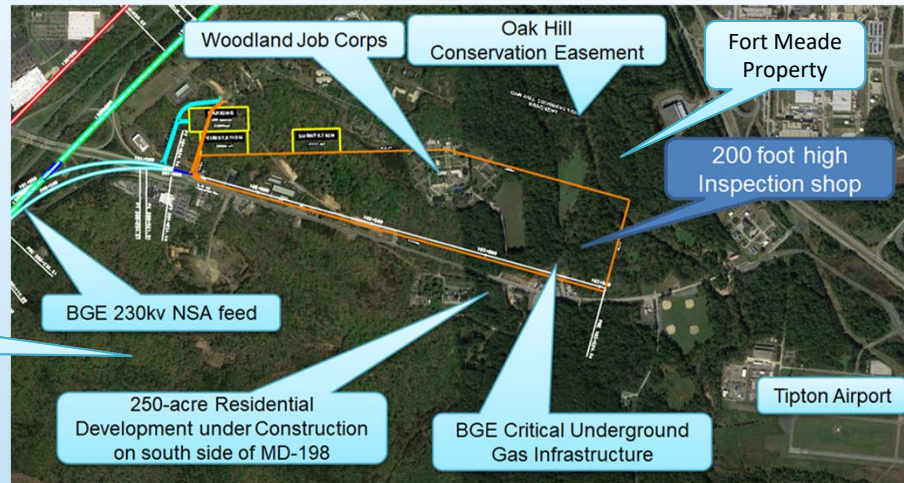 Woodland Job Corps
Oak Hill
Conservation Easement
Fort Meade
Property
PARKING
SUBSTATION
200 foot high
Inspection shop
BGE 230kv NSA feed
250-acre Residential
Development under Construction
on south side of MD-198
BGE Critical Underground
Gas Infrastructure
Tipton Airport